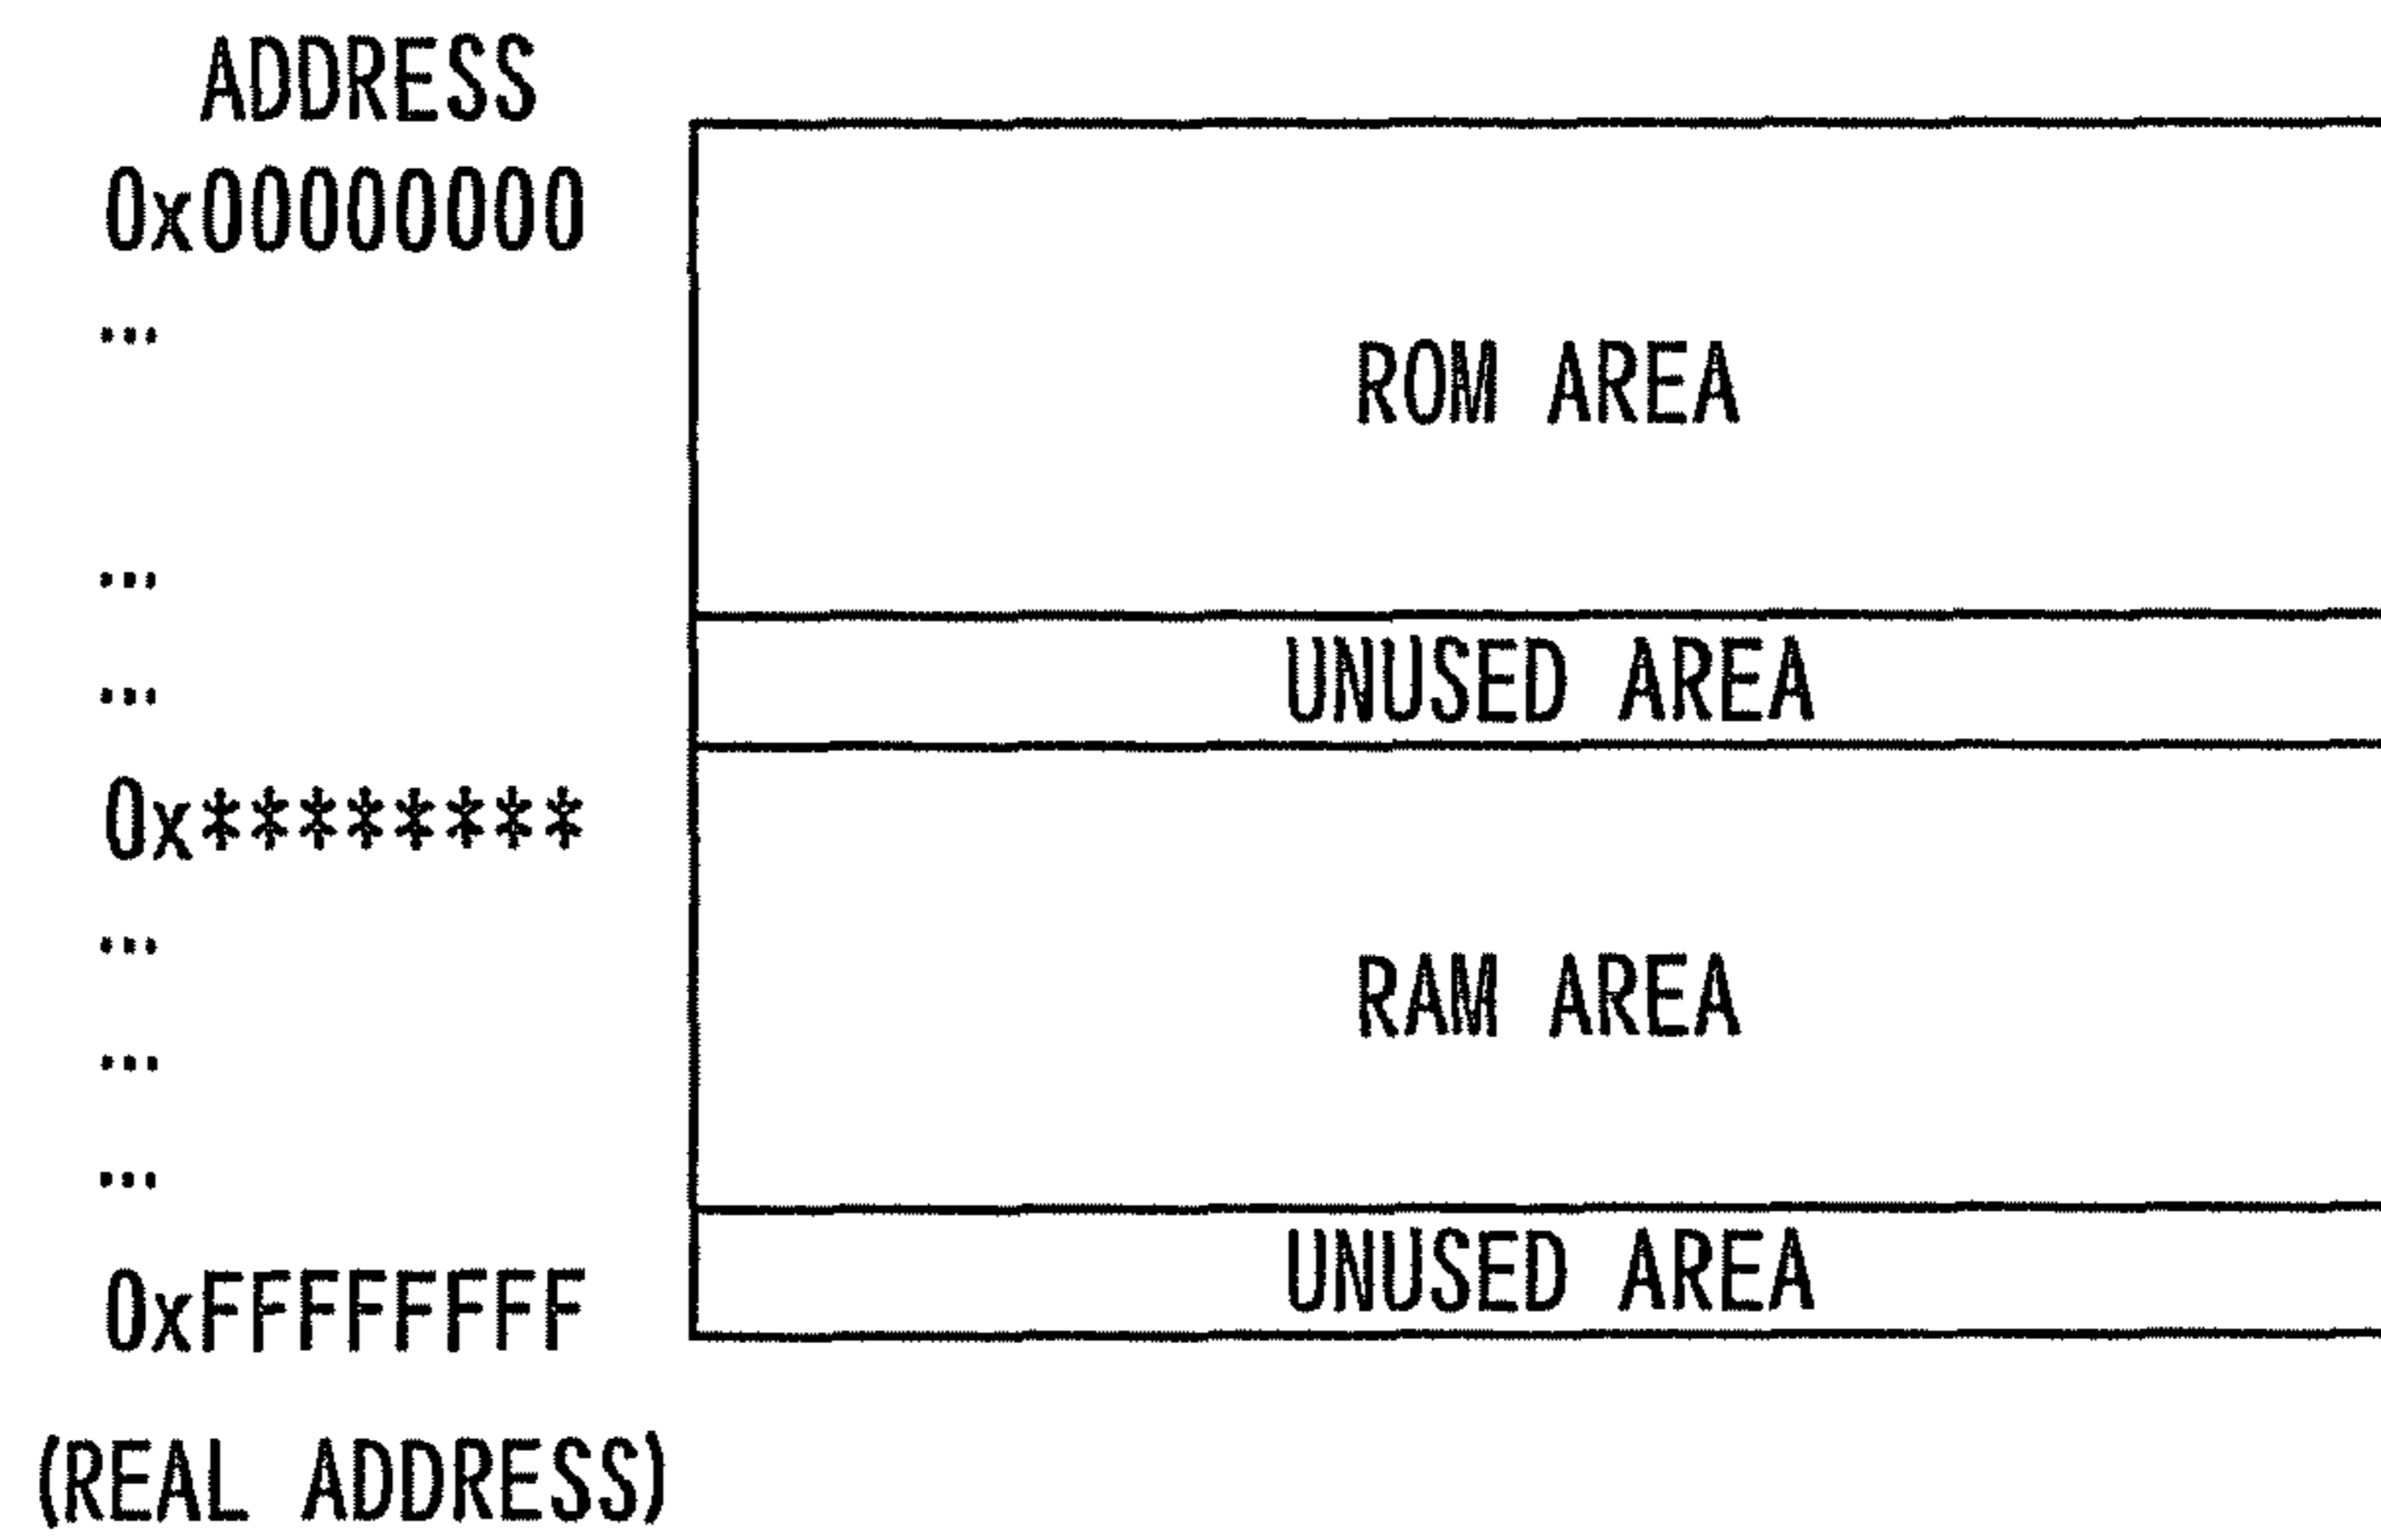 ADDRESS
0x00000000
...
ROM AREA
...
UNUSED AREA
...
0x********
...
RAM AREA
...
...
UNUSED AREA
0xFFFFFFFF
(REAL ADDRESS)